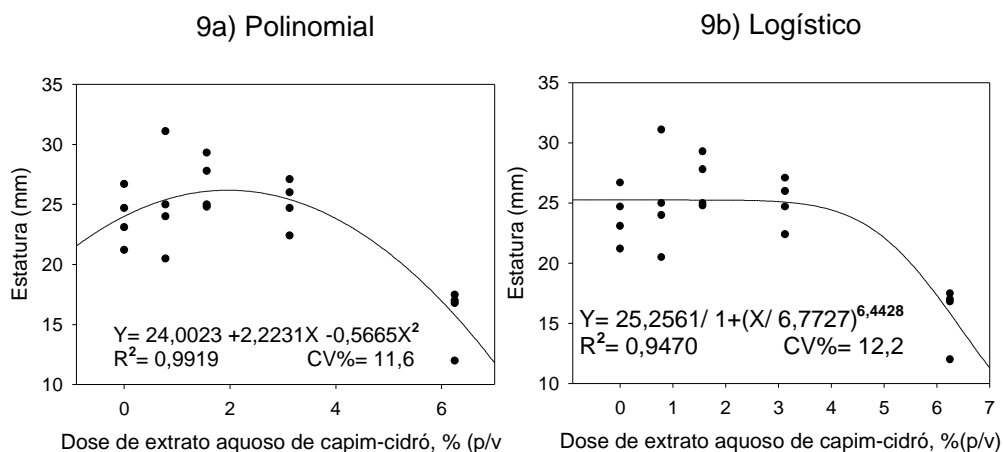 9a) Polinomial
Estatura (mm)
35
30
25
20
15
10
Y= 24,0023 +2,2231X -0,5665X²
R²= 0,9919 CV%= 11,6
0 2 4 6
Dose de extrato aquoso de capim-cidró, % (p/v
9b) Logístico
Estatura (mm)
35
30
25
20
15
10
Y= 25,2561/ 1+(X/ 6,7727)⁶,⁴⁴²⁸
R²= 0,9470 CV%= 12,2
0 1 2 3 4 5 6 7
Dose de extrato aquoso de capim-cidró, %(p/v)